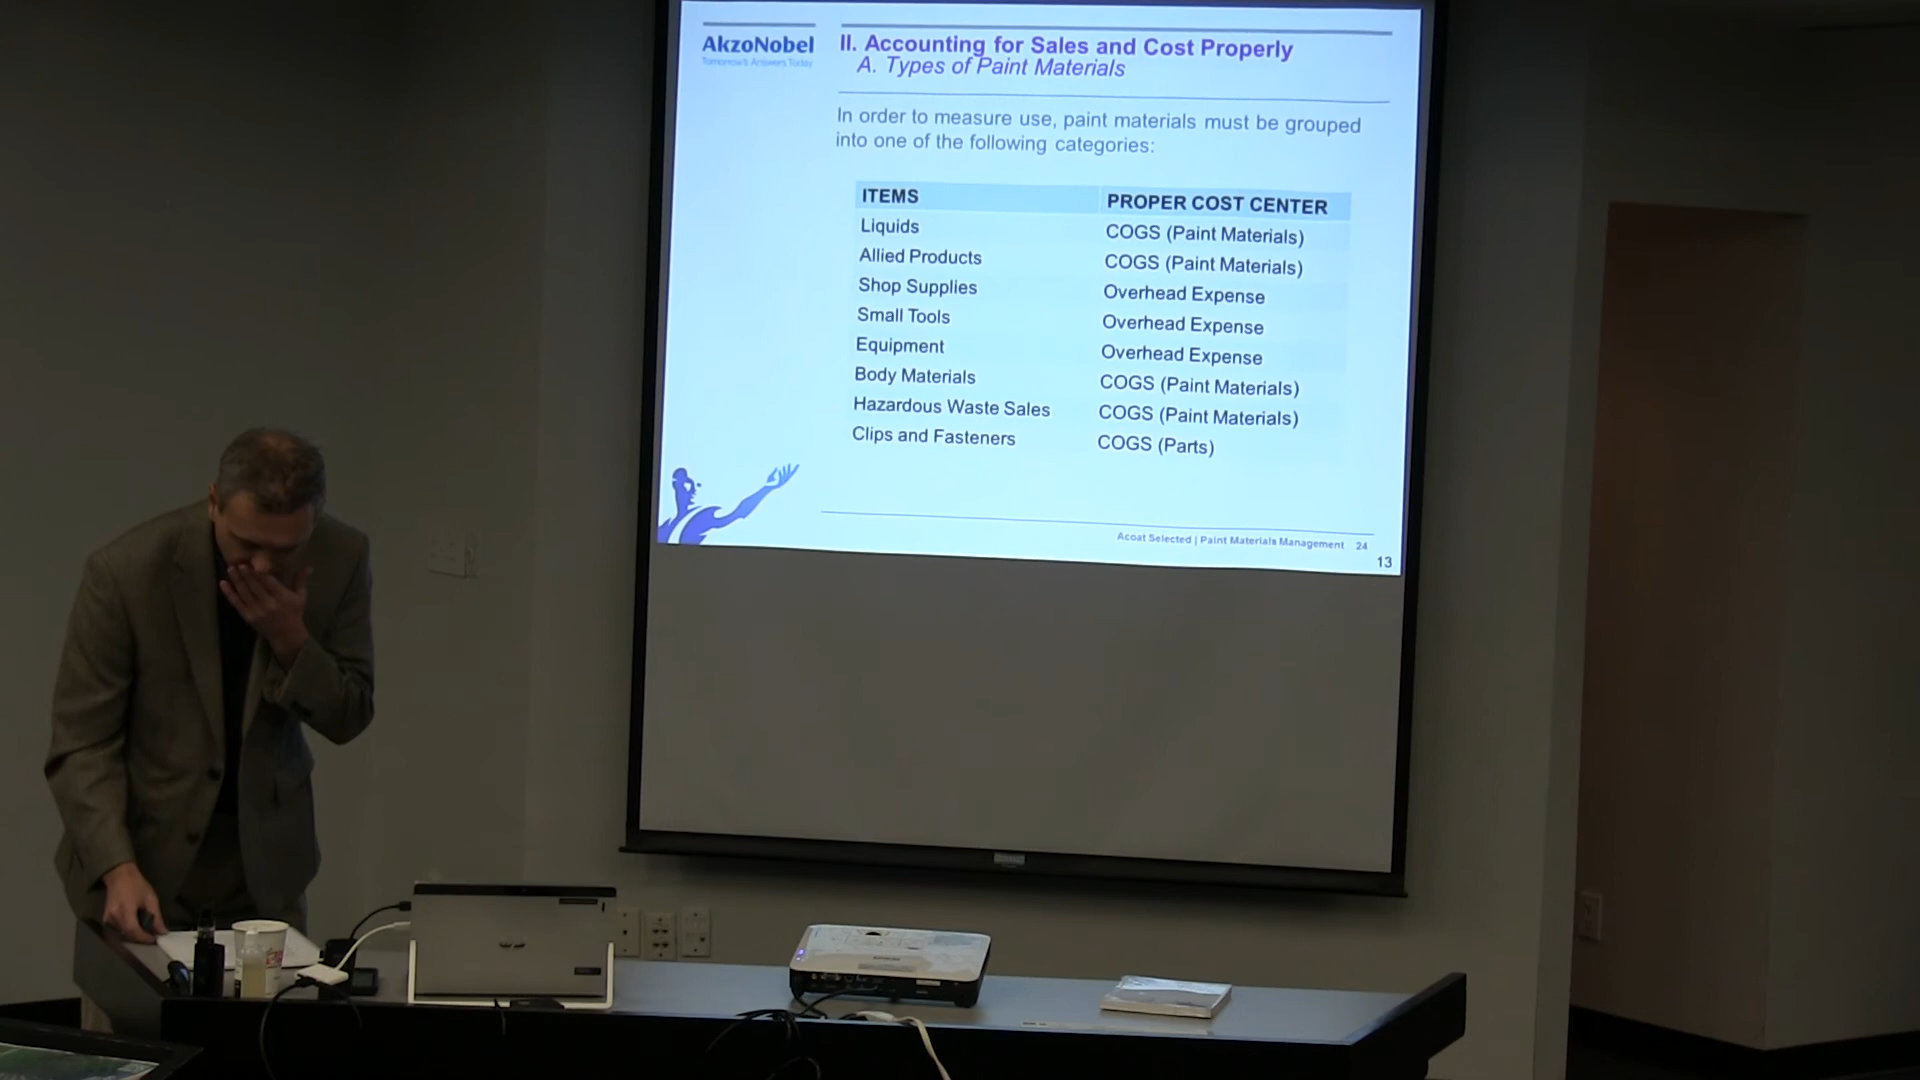 AkzoNobel
Tomorrow's Answers Today
II. Accounting for Sales and Cost Properly
A. Types of Paint Materials
In order to measure use, paint materials must be grouped
into one of the following categories:
ITEMS PROPER COST CENTER
Liquids COGS (Paint Materials)
Allied Products COGS (Paint Materials)
Shop Supplies Overhead Expense
Small Tools Overhead Expense
Equipment Overhead Expense
Body Materials COGS (Paint Materials)
Hazardous Waste Sales COGS (Paint Materials)
Clips and Fasteners COGS (Parts)
Acoat Selected | Paint Materials Management 24
13